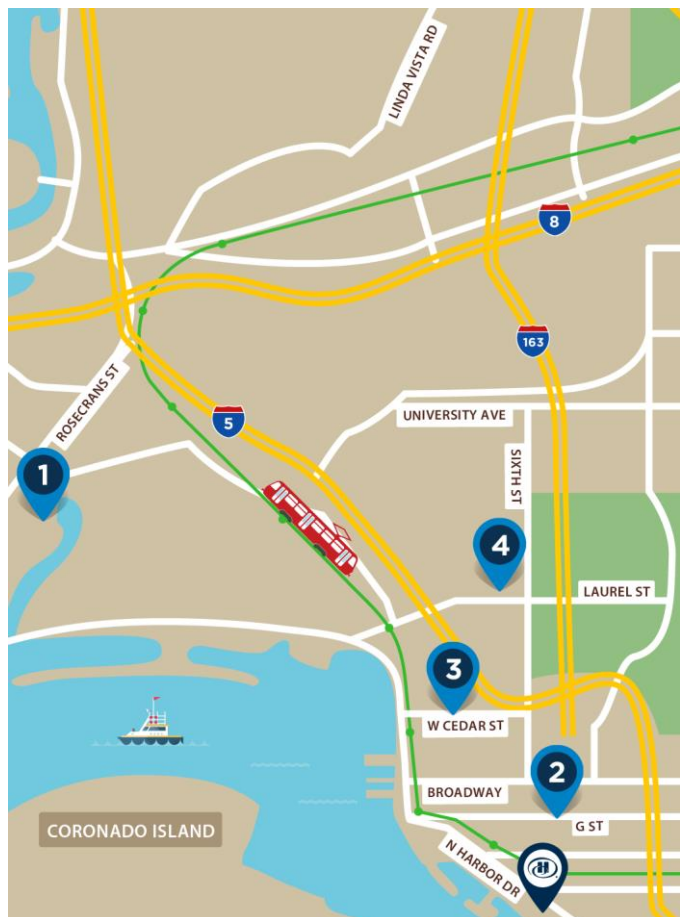 LINDA VISTA RD
8
163
ROSECRANS ST
5
UNIVERSITY AVE
SIXTH ST
1
4
LAUREL ST
3
W CEDAR ST
2
BROADWAY
CORONADO ISLAND
G ST
N HARBOR DR
H